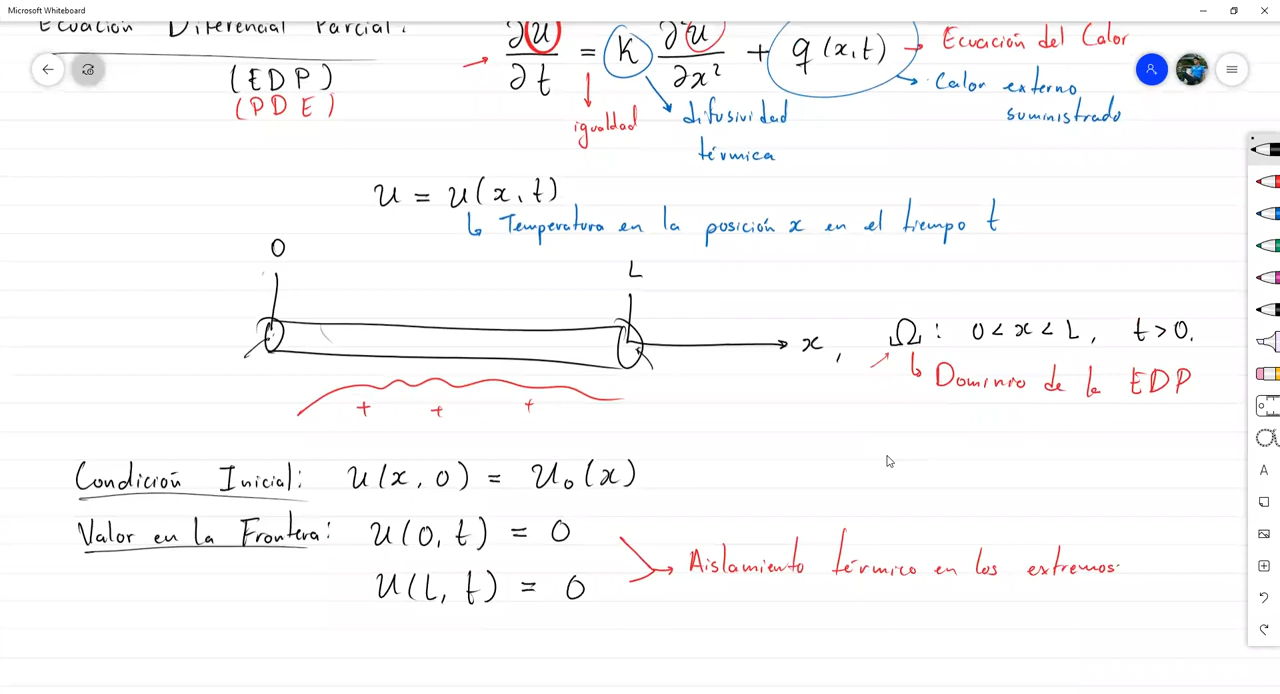 Microsoft Whiteboard
Ecuación Diferencial Parcial.
(EDP)
(PDE)
∂u/∂t = K ∂²u/∂x² + q(x,t) → Ecuación del Calor
Calor externo
suministrado
igualdad
difusividad
térmica
u = u(x,t)
Temperatura en la posición x en el tiempo t
0
L
x, Ω: 0<x<L, t>0.
Dominio de la EDP
+ + +
Condición Inicial: u(x,0) = u₀(x)
Valor en la Frontera: u(0,t) = 0
u(L,t) = 0
Aislamiento térmico en los extremos.
A